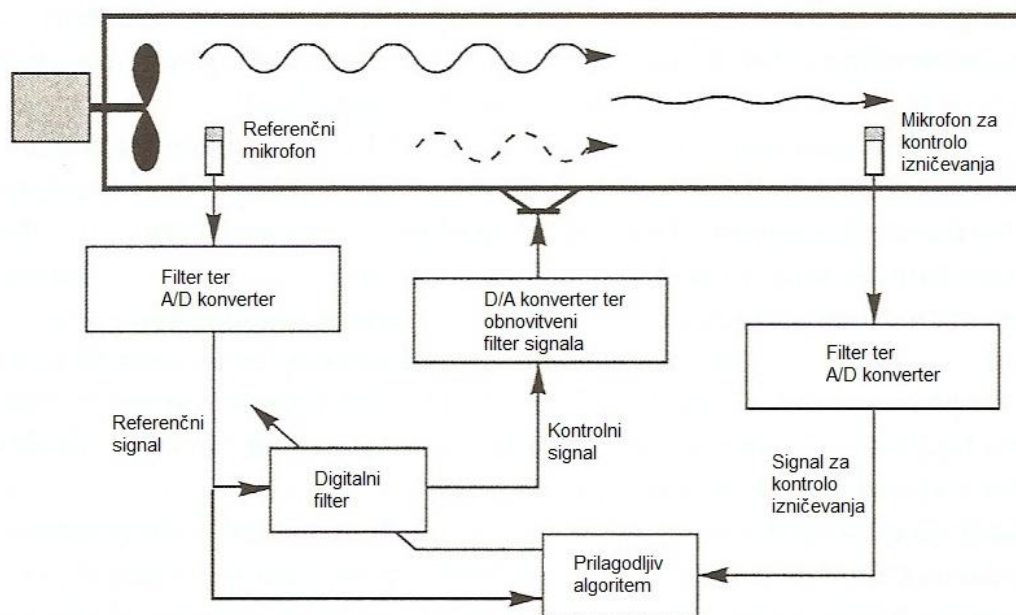 Referenčni
mikrofon
Mikrofon za
kontrolo
izničevanja
Filter ter
A/D konverter
D/A konverter ter
obnovitveni
filter signala
Filter ter
A/D konverter
Referenčni
signal
Digitalni
filter
Kontrolni
signal
Signal za
kontrolo
izničevanja
Prilagodljiv
algoritem